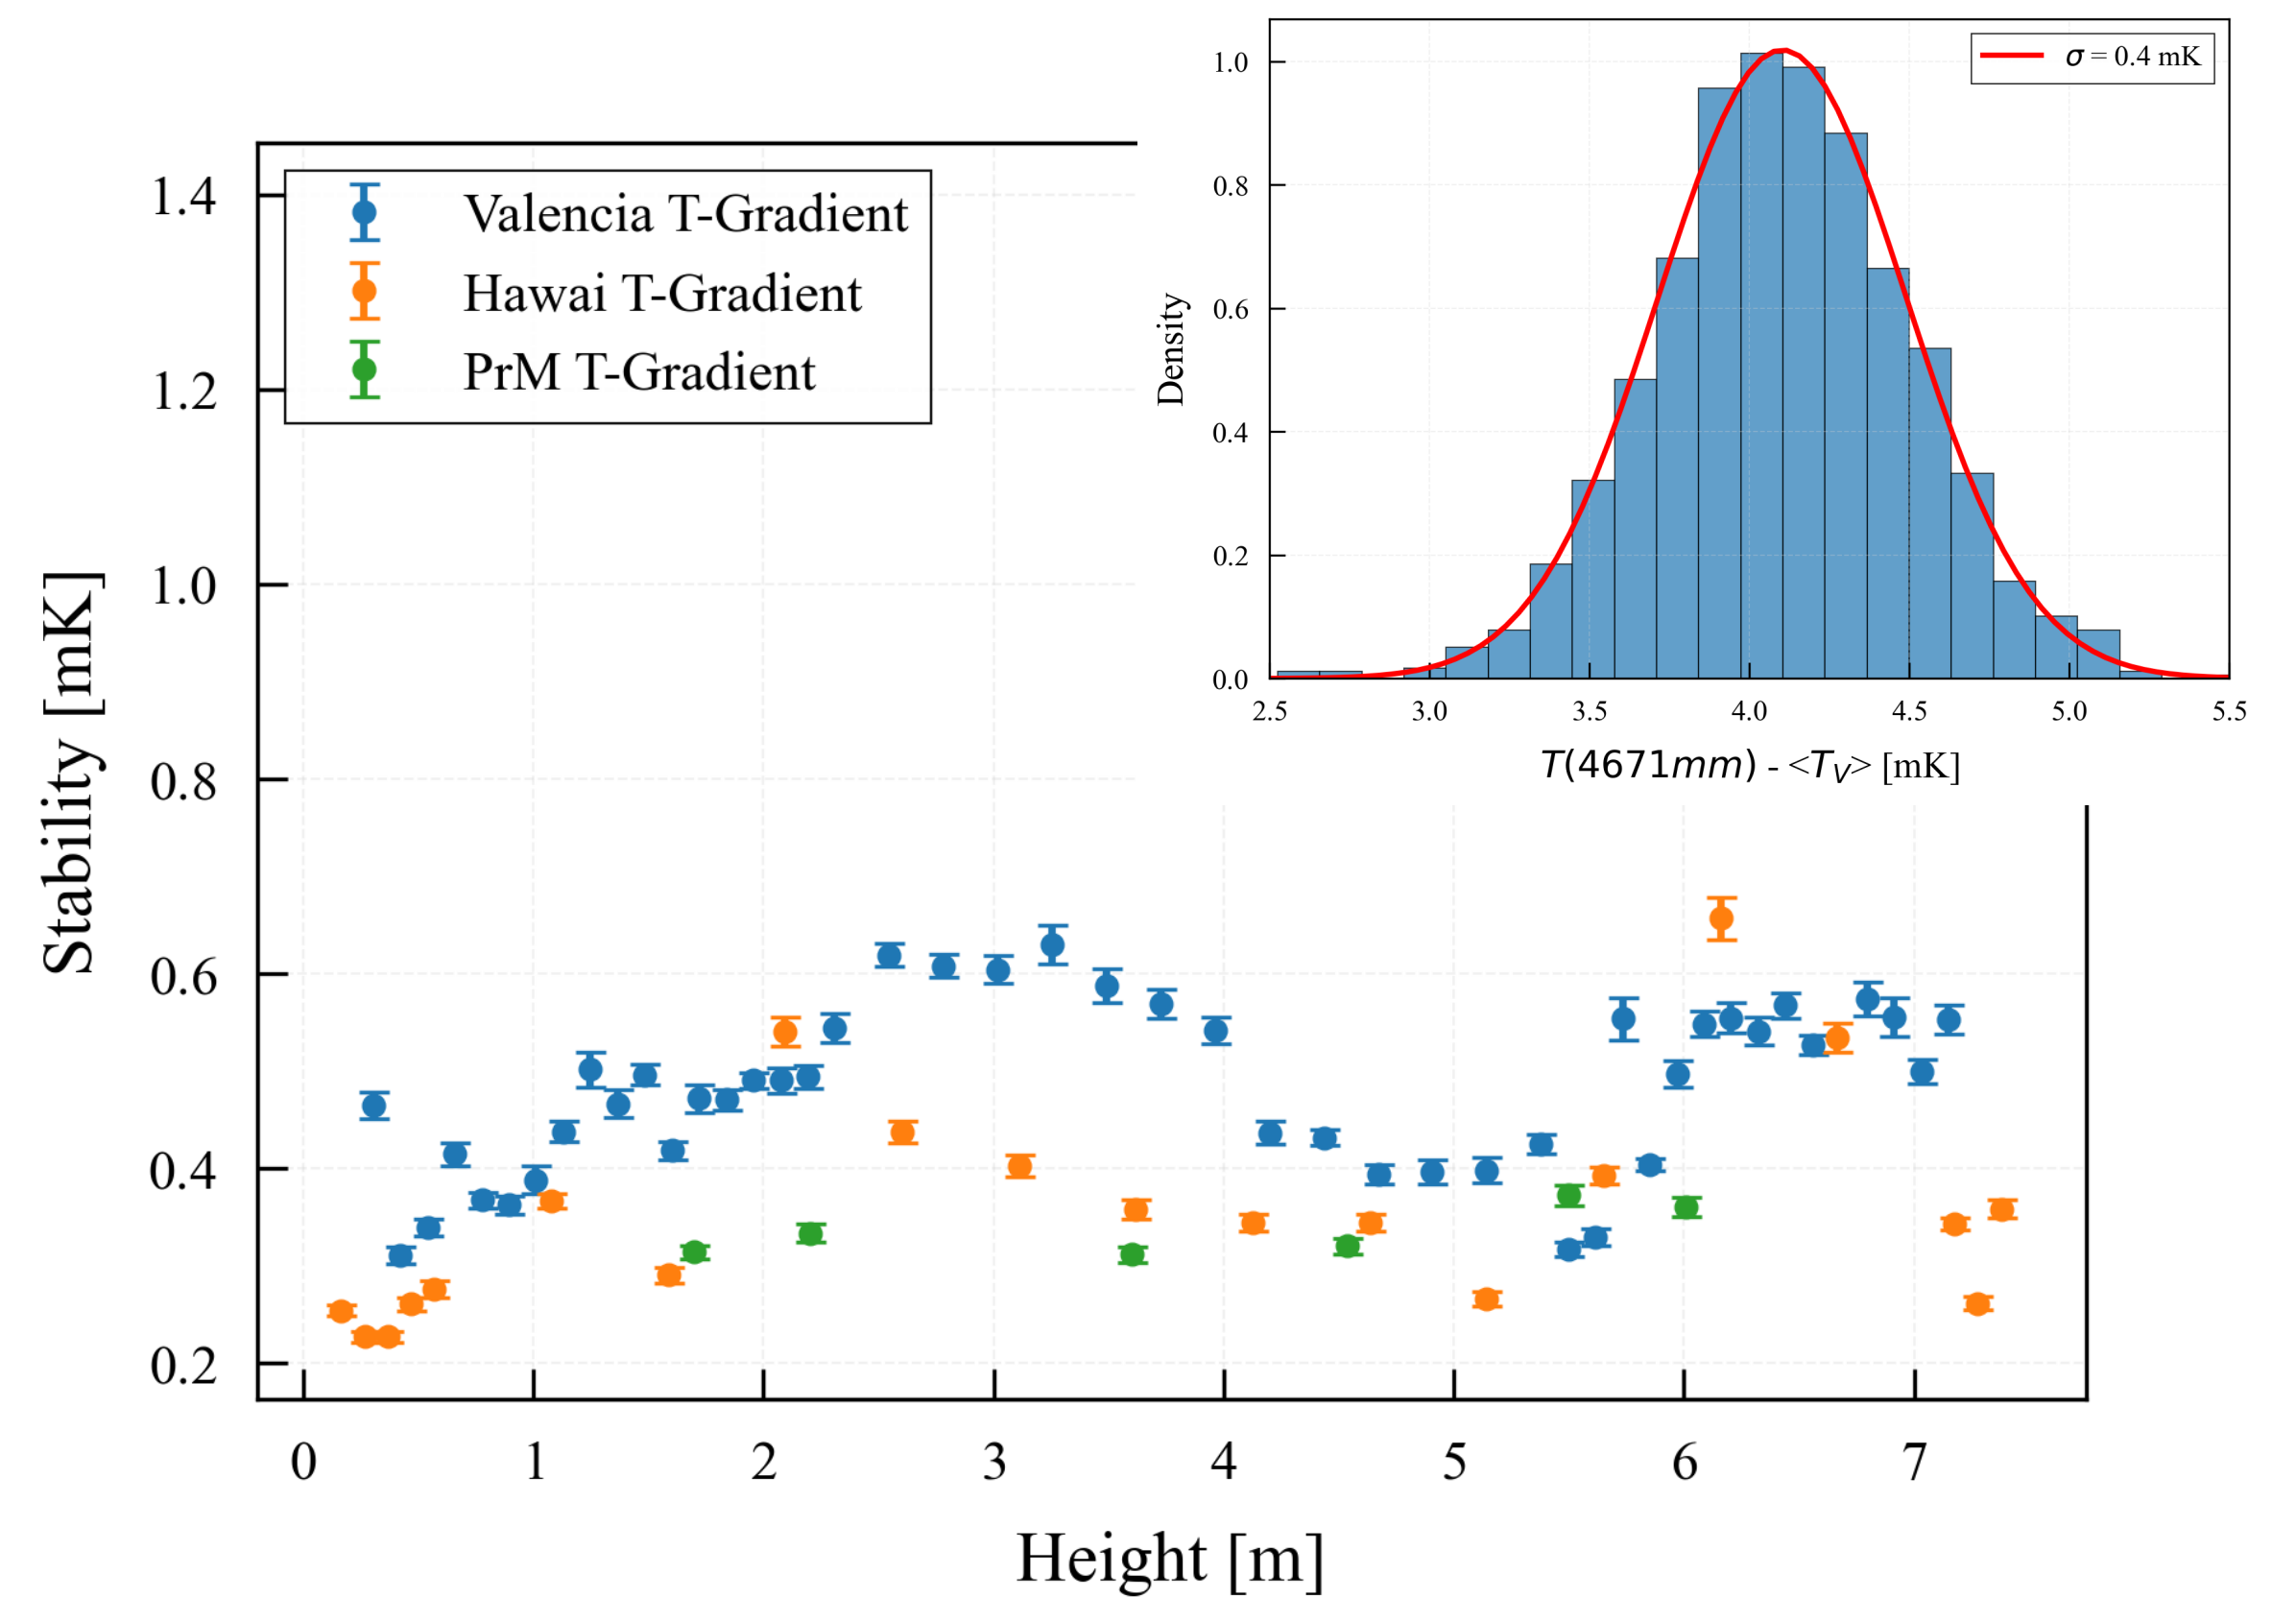 1.4
1.2
1.0
0.8
0.6
0.4
0.2
Stability [mK]
Valencia T-Gradient
Hawai T-Gradient
PrM T-Gradient
0 1 2 3 4 5 6 7
Height [m]
1.0
0.8
0.6
0.4
0.2
0.0
Density
σ = 0.4 mK
2.5 3.0 3.5 4.0 4.5 5.0 5.5
T(4671mm) - <T_V> [mK]